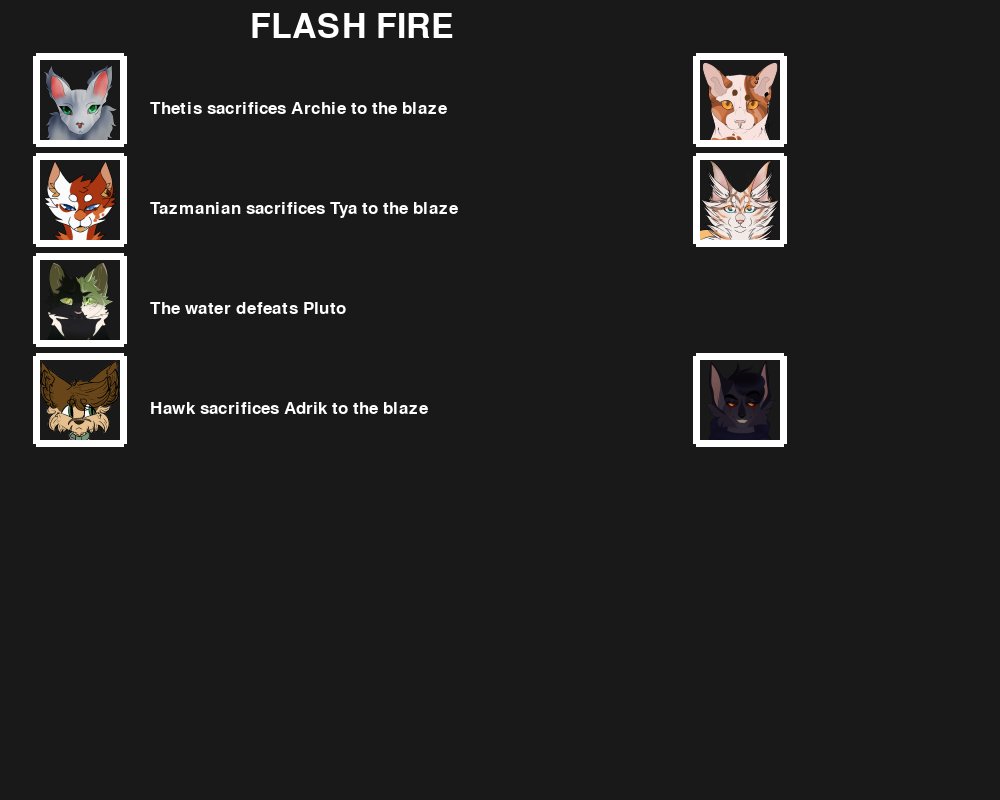 FLASH FIRE
Thetis sacrifices Archie to the blaze
Tazmanian sacrifices Tya to the blaze
The water defeats Pluto
Hawk sacrifices Adrik to the blaze